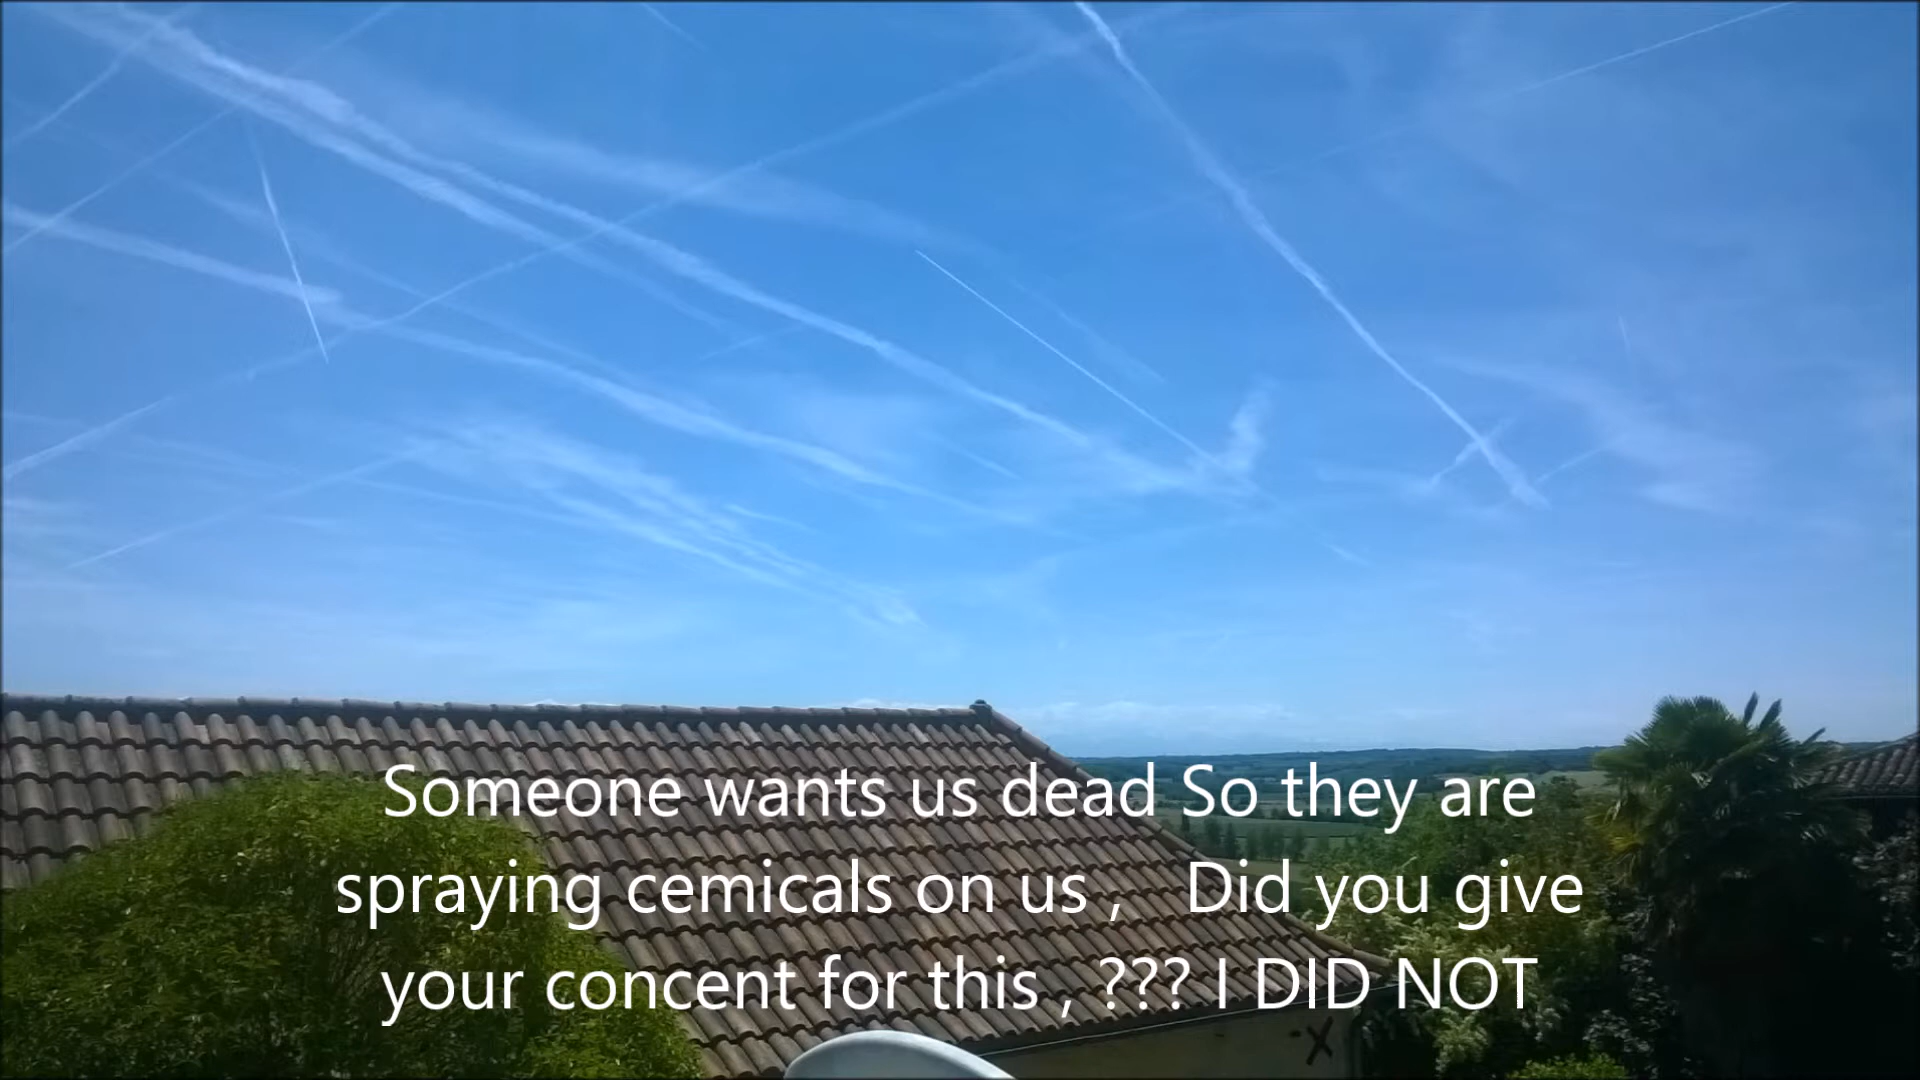 Someone wants us dead So they are
spraying cemicals on us ,   Did you give
your concent for this , ??? I DID NOT